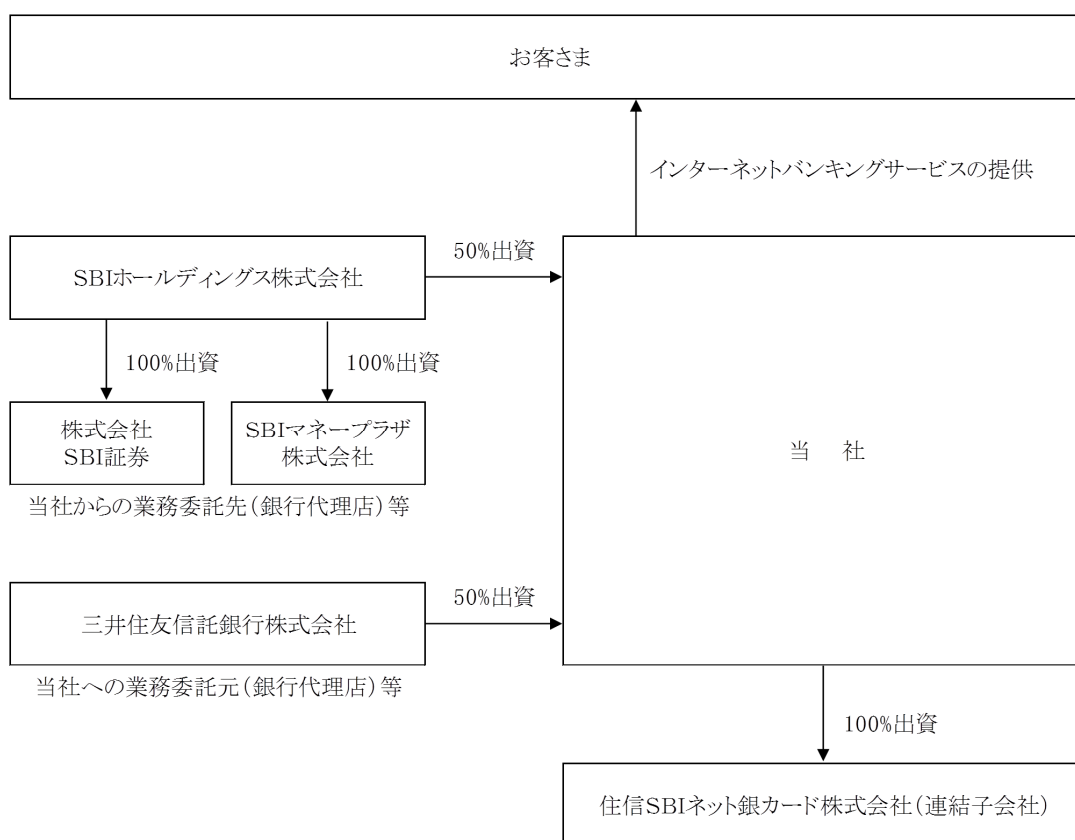 お客さま
インターネットバンキングサービスの提供
50%出資
SBIホールディングス株式会社
100%出資
100%出資
株式会社
SBI証券
SBIマネープラザ
株式会社
当社からの業務委託先(銀行代理店)等
当 社
50%出資
三井住友信託銀行株式会社
当社への業務委託元(銀行代理店)等
100%出資
住信SBIネット銀カード株式会社(連結子会社)